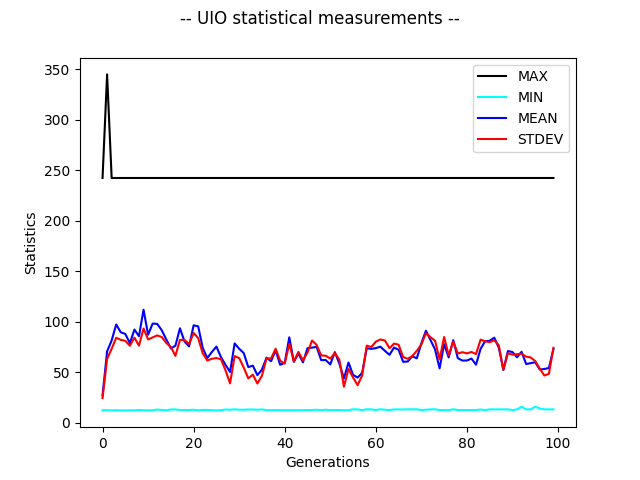 -- UIO statistical measurements --
350
300
250
200
150
100
50
0
Statistics
MAX
MIN
MEAN
STDEV
0 20 40 60 80 100
Generations